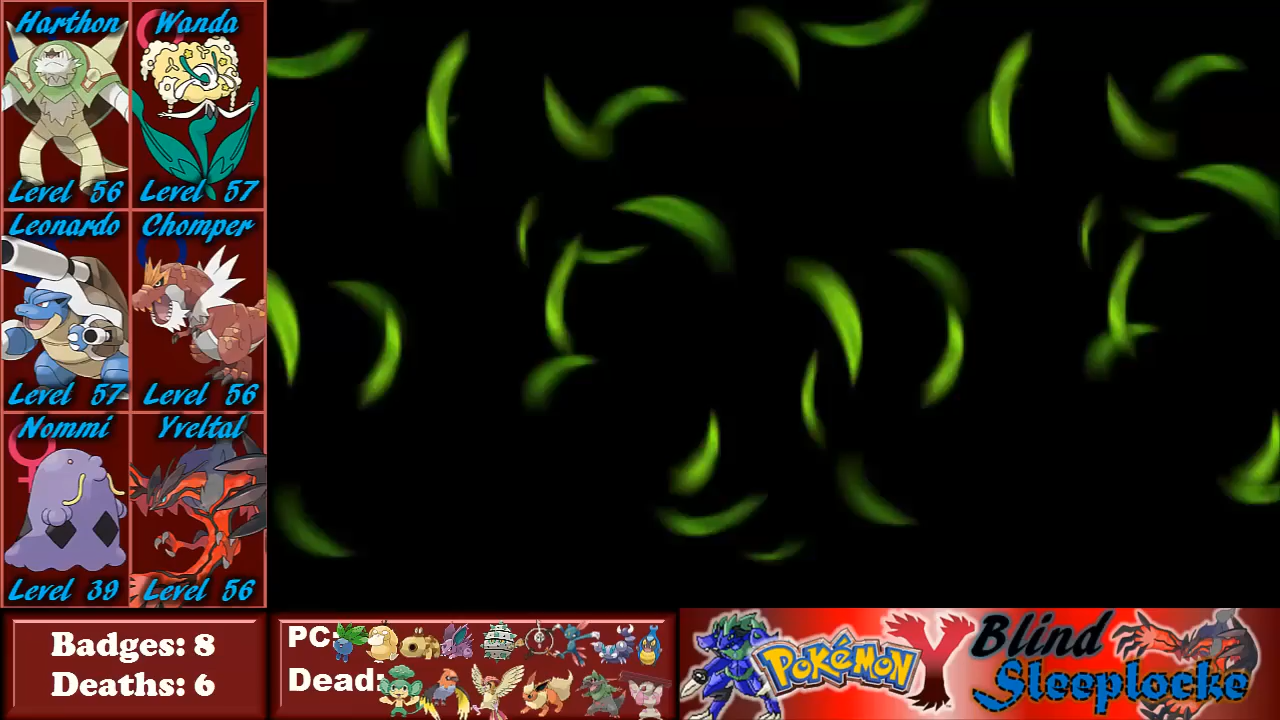 Harthon
Wanda
Level 56
Level 57
Leonardo
Chomper
Level 57
Level 56
Nommi
Yveltal
Level 39
Level 56
Badges: 8
Deaths: 6
PC:
Dead:
POKéMON Y
Blind
Sleeplocke